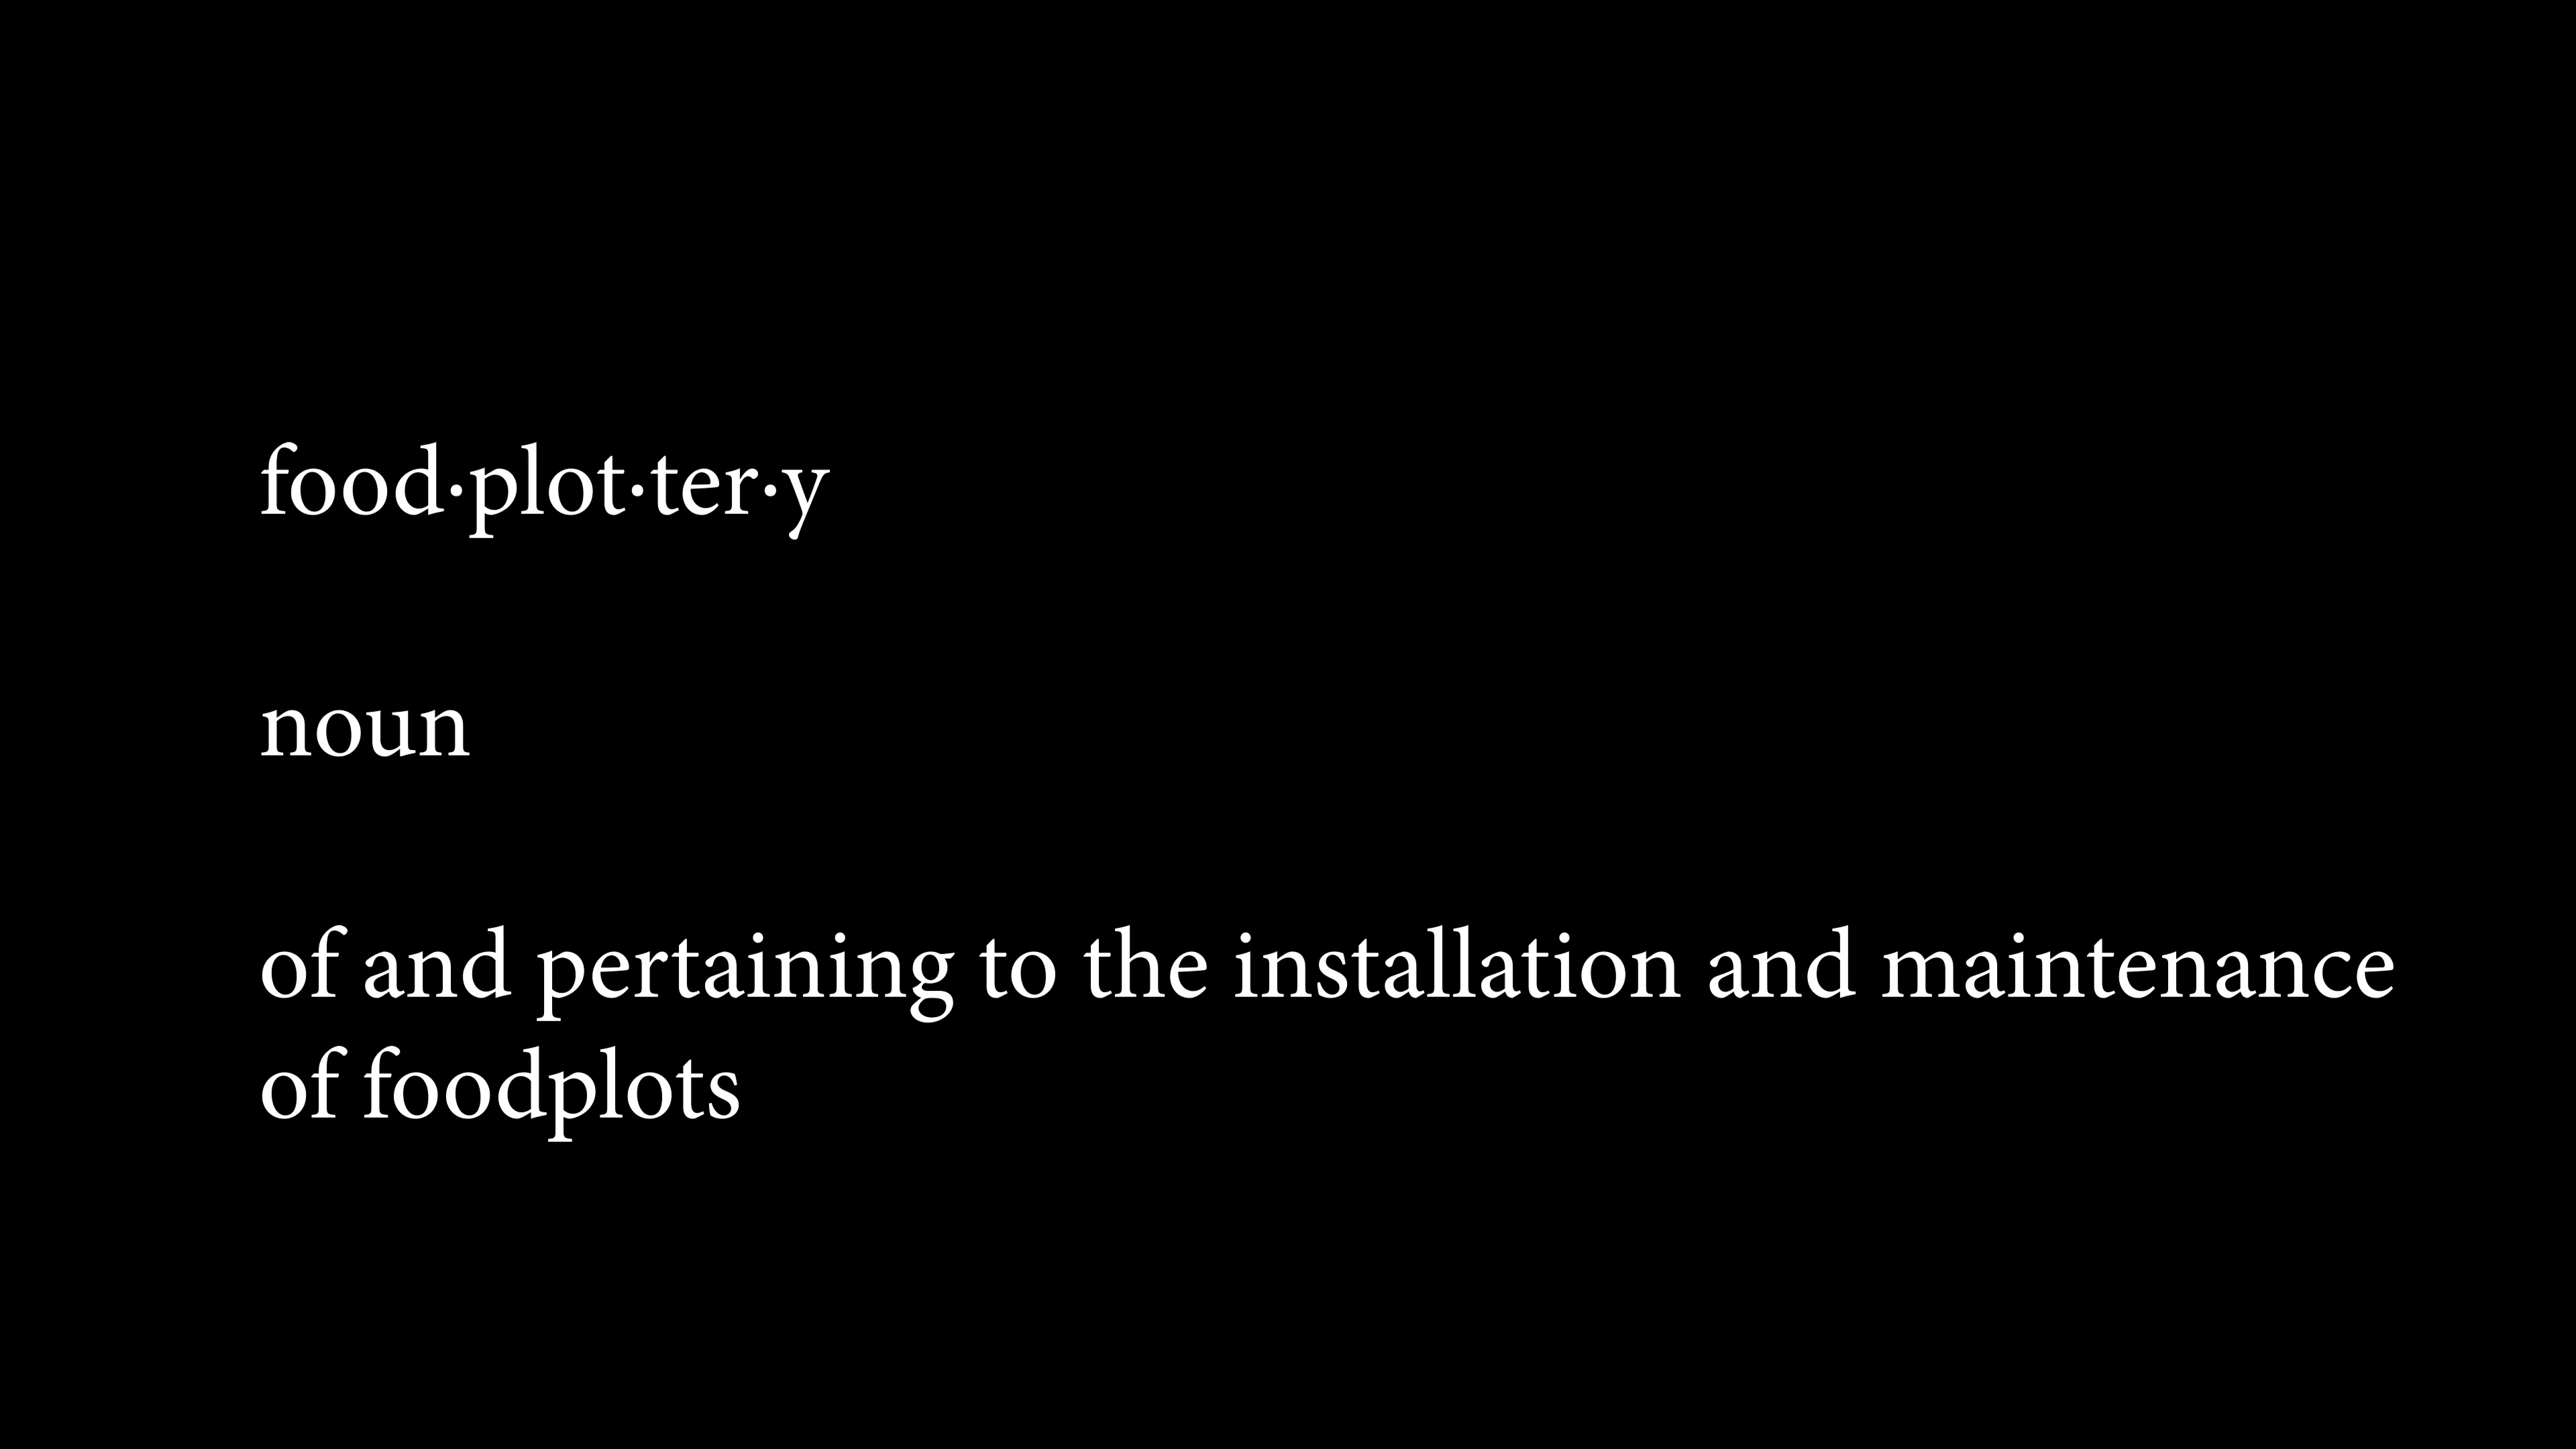 food·plot·ter·y
noun
of and pertaining to the installation and maintenance
of foodplots